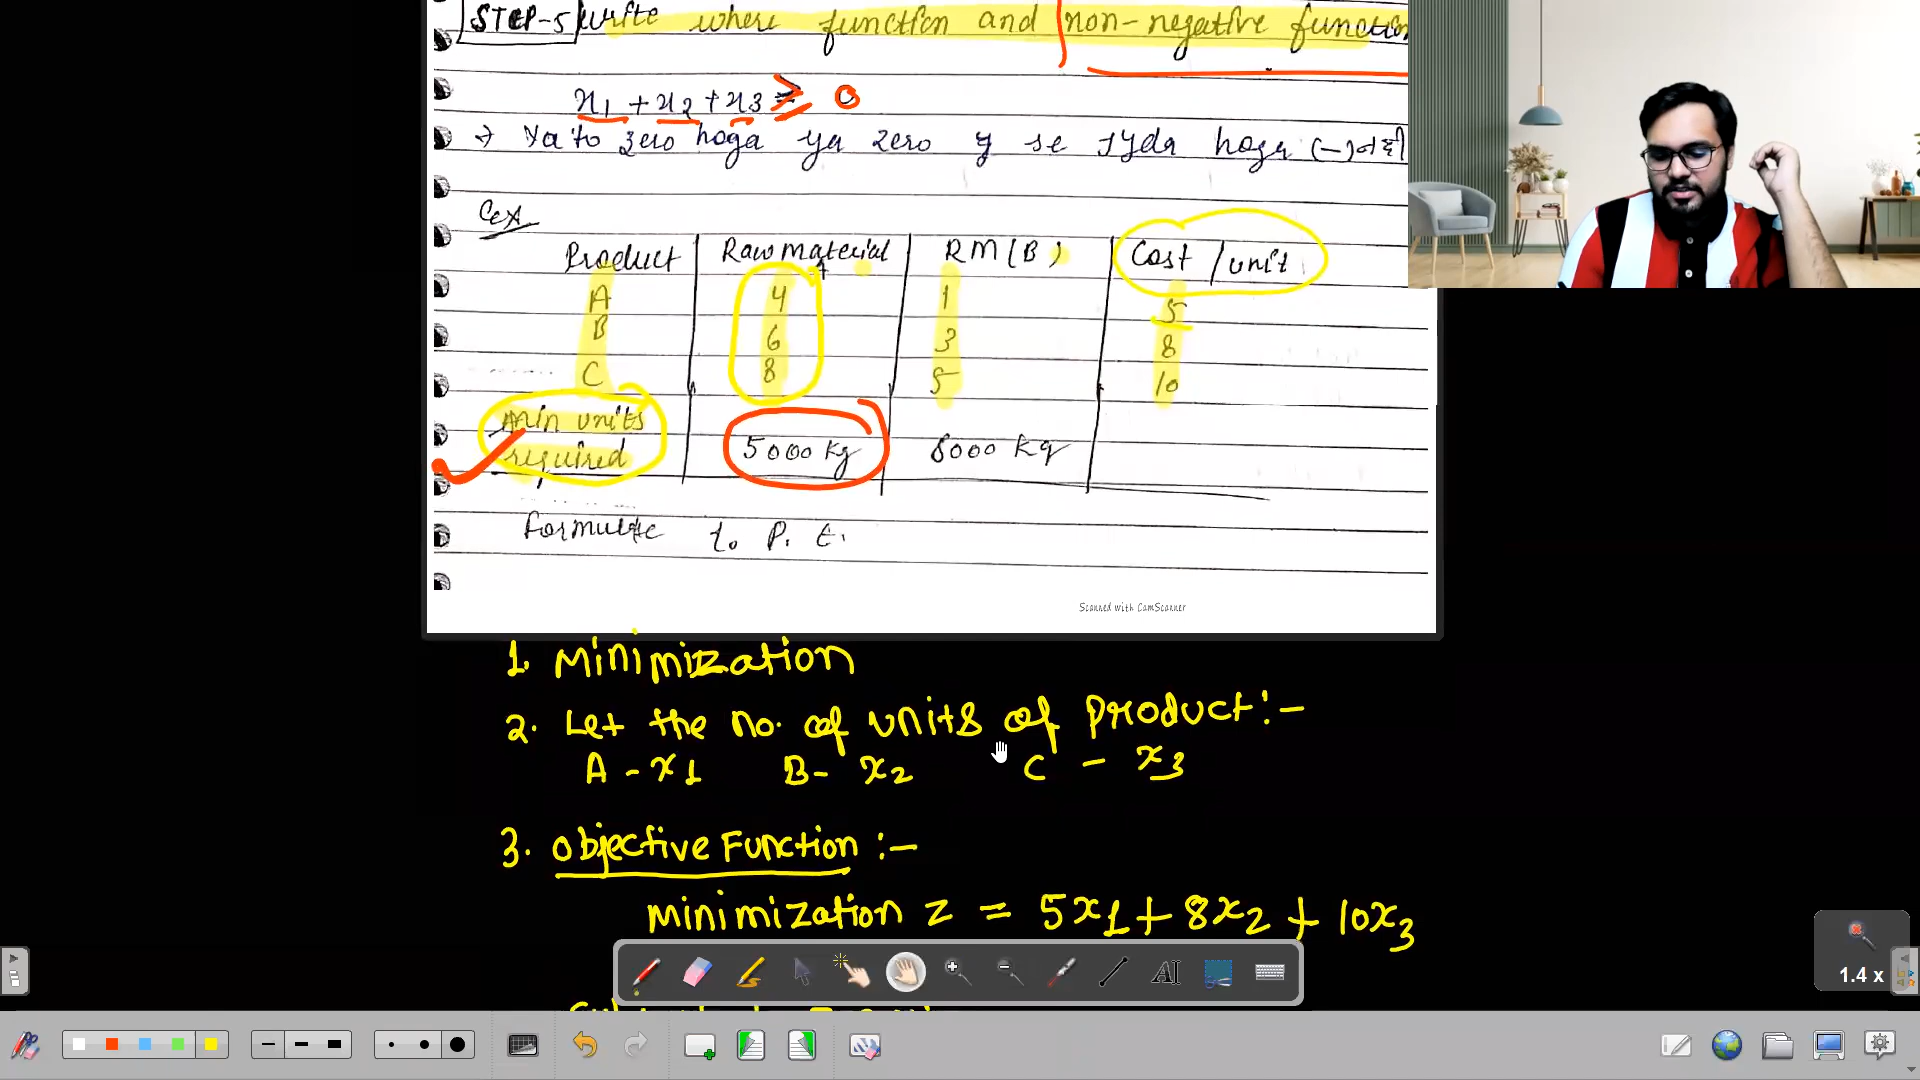 STEP-5 write where function and non-negative function
x1 + x2 + x3 ≥ 0
→ Ya to zero hoga ya zero se jyda hoga (-) नहीं
Product Raw material RM(B) Cost/unit
A 4 1 5
B 6 3 8
C 8 5 10
min units required 5000 kg 8000 kg
Formulate L.P.P.
Scanned with CamScanner
1. Minimization
2. Let the no. of units of product:-
A - x1 B - x2 C - x3
3. objective Function :-
minimization z = 5x1 + 8x2 + 10x3
AI
1.4 x